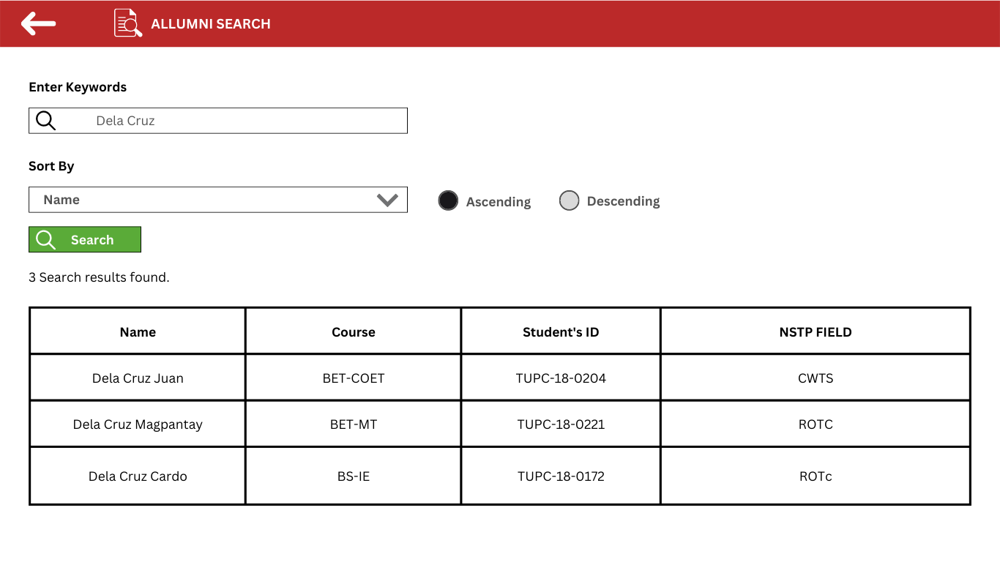 ALLUMNI SEARCH
Enter Keywords
Dela Cruz
Sort By
Name
Ascending Descending
Search
3 Search results found.
Name Course Student's ID NSTP FIELD
Dela Cruz Juan BET-COET TUPC-18-0204 CWTS
Dela Cruz Magpantay BET-MT TUPC-18-0221 ROTC
Dela Cruz Cardo BS-IE TUPC-18-0172 ROTc